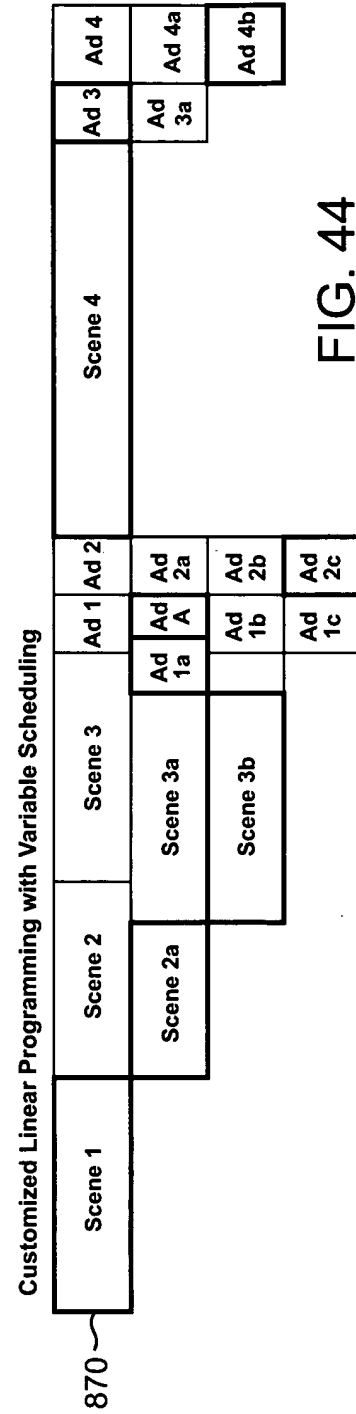 Customized Linear Programming with Variable Scheduling
870
Scene 1
Scene 2
Scene 3
Ad 1
Ad 2
Scene 4
Ad 3
Ad 4
Scene 2a
Scene 3a
Ad
1a
Ad
A
Ad
2a
Ad
3a
Ad 4a
Scene 3b
Ad
1b
Ad
2b
Ad 4b
Ad
1c
Ad
2c
FIG. 44